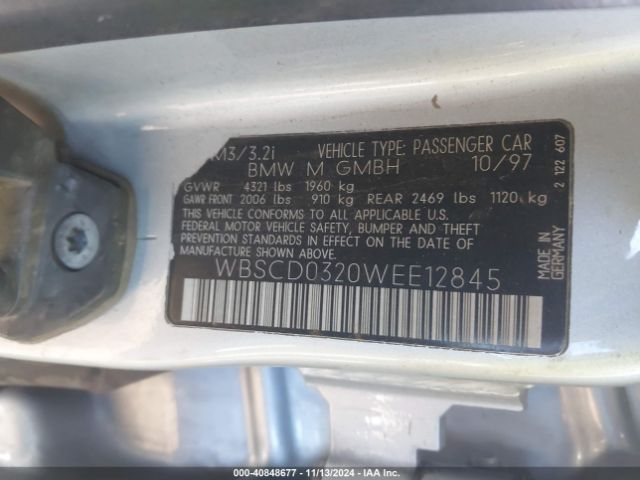 M3/3.2i VEHICLE TYPE: PASSENGER CAR
BMW M GMBH 10/97
GVWR 4321 lbs 1960 kg
GAWR FRONT 2006 lbs 910 kg REAR 2469 lbs 1120 kg
THIS VEHICLE CONFORMS TO ALL APPLICABLE U.S.
FEDERAL MOTOR VEHICLE SAFETY, BUMPER AND THEFT
PREVENTION STANDARDS IN EFFECT ON THE DATE OF
MANUFACTURE SHOWN ABOVE.
WBSCD0320WEE12845
MADE IN
GERMANY
2 122 607
© 40848677 - 11/13/2024 - IAA Inc.